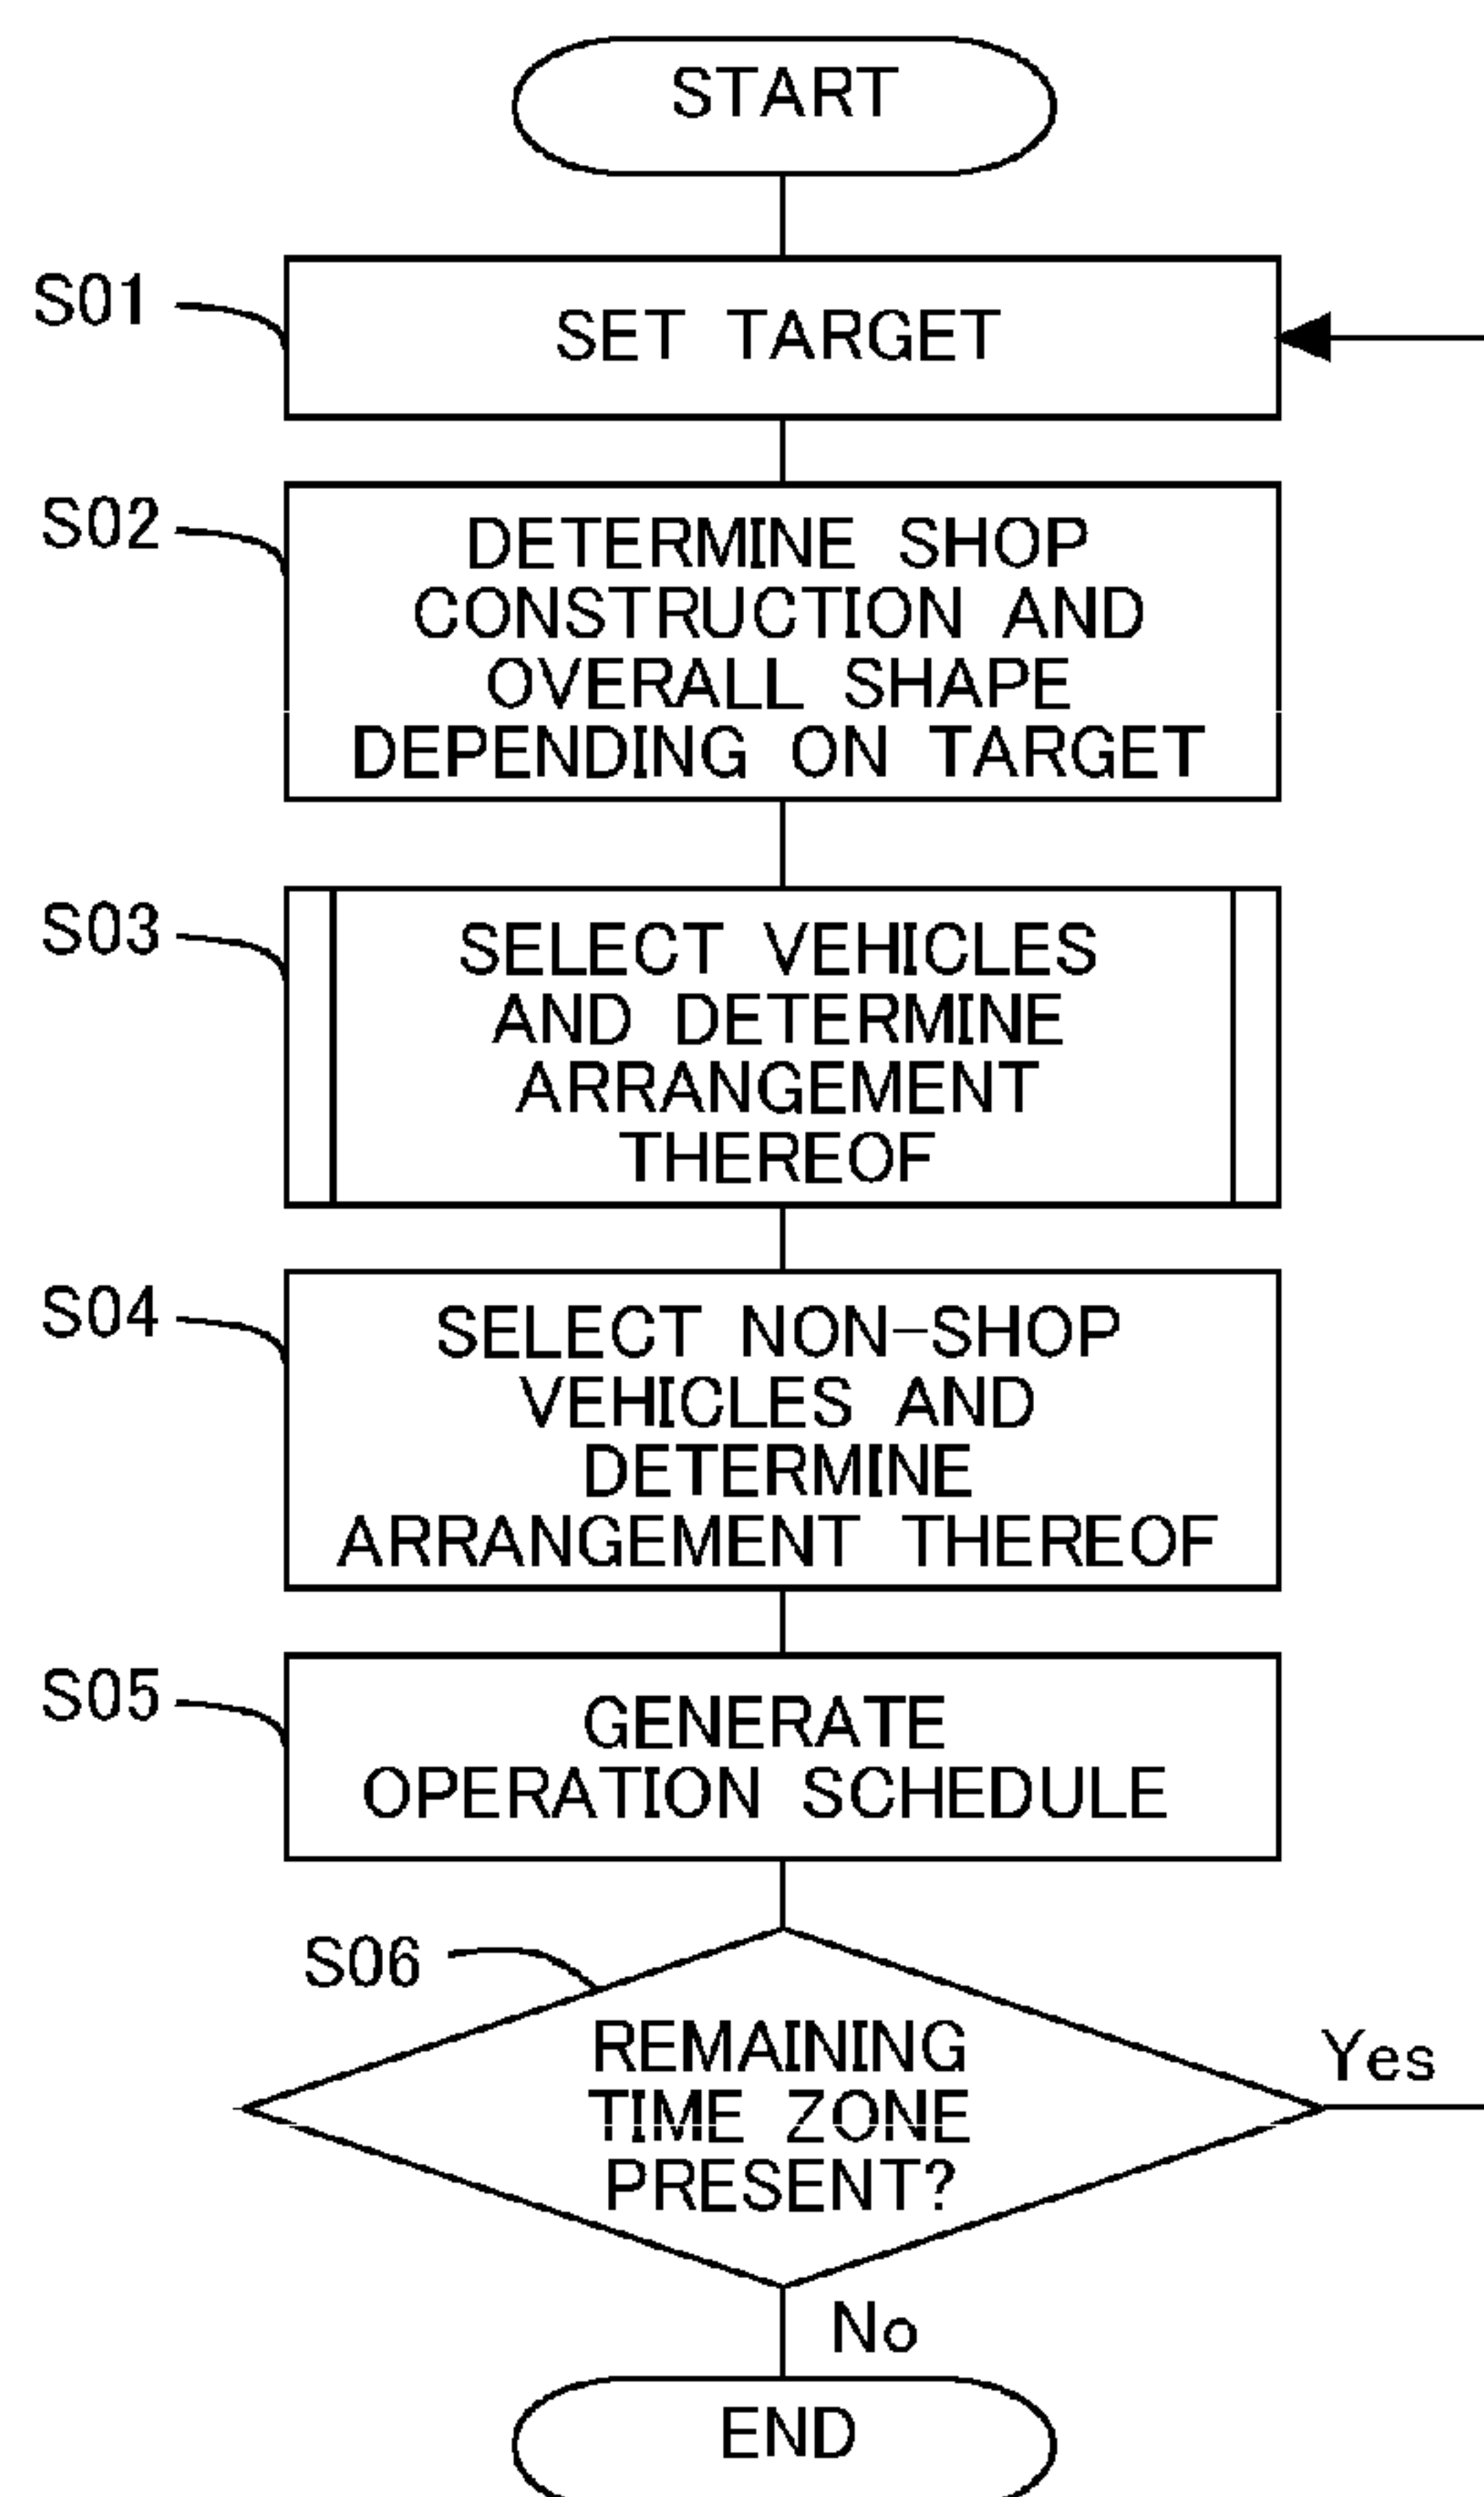 START
S01
SET TARGET
S02
DETERMINE SHOP
CONSTRUCTION AND
OVERALL SHAPE
DEPENDING ON TARGET
S03
SELECT VEHICLES
AND DETERMINE
ARRANGEMENT
THEREOF
S04
SELECT NON-SHOP
VEHICLES AND
DETERMINE
ARRANGEMENT THEREOF
S05
GENERATE
OPERATION SCHEDULE
S06
REMAINING
TIME ZONE
PRESENT?
Yes
No
END